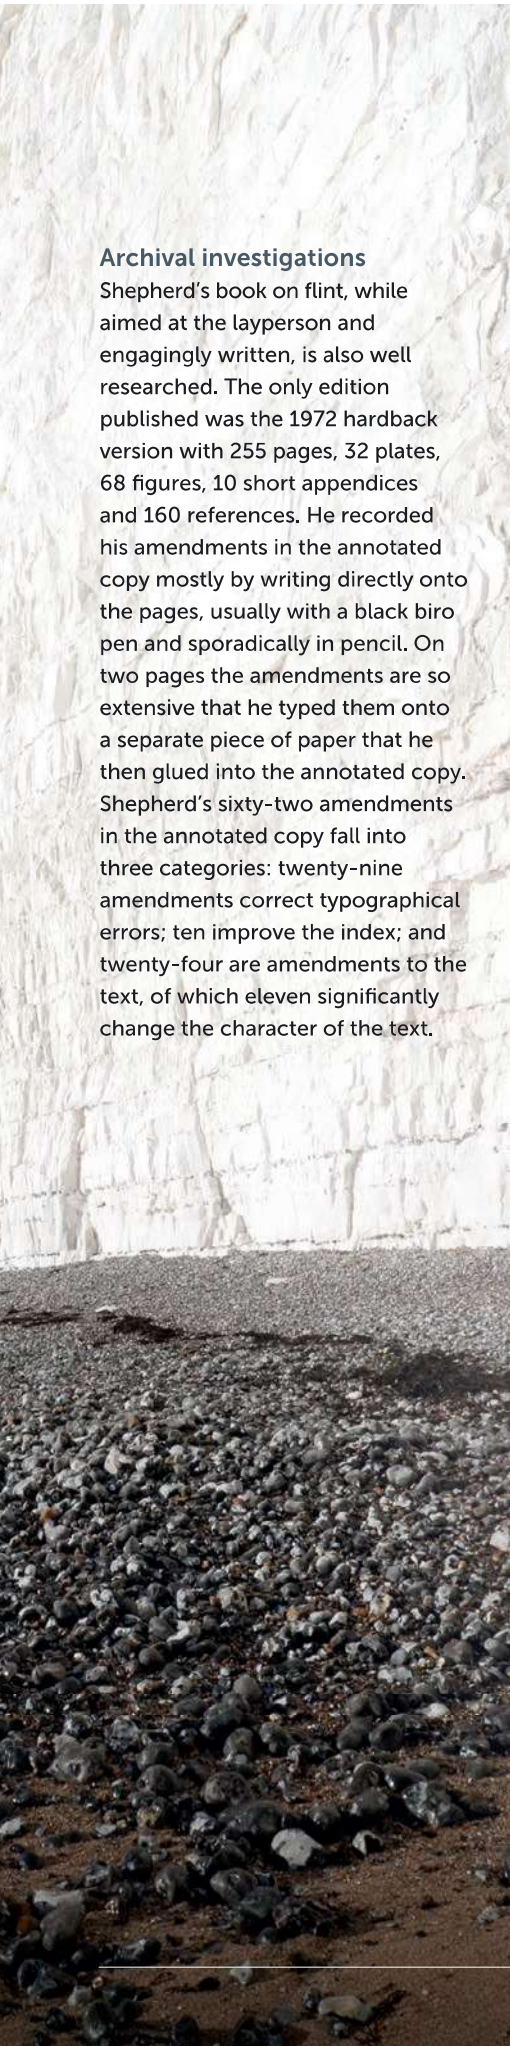 Archival investigations
Shepherd's book on flint, while
aimed at the layperson and
engagingly written, is also well
researched. The only edition
published was the 1972 hardback
version with 255 pages, 32 plates,
68 figures, 10 short appendices
and 160 references. He recorded
his amendments in the annotated
copy mostly by writing directly onto
the pages, usually with a black biro
pen and sporadically in pencil. On
two pages the amendments are so
extensive that he typed them onto
a separate piece of paper that he
then glued into the annotated copy.
Shepherd's sixty-two amendments
in the annotated copy fall into
three categories: twenty-nine
amendments correct typographical
errors; ten improve the index; and
twenty-four are amendments to the
text, of which eleven significantly
change the character of the text.